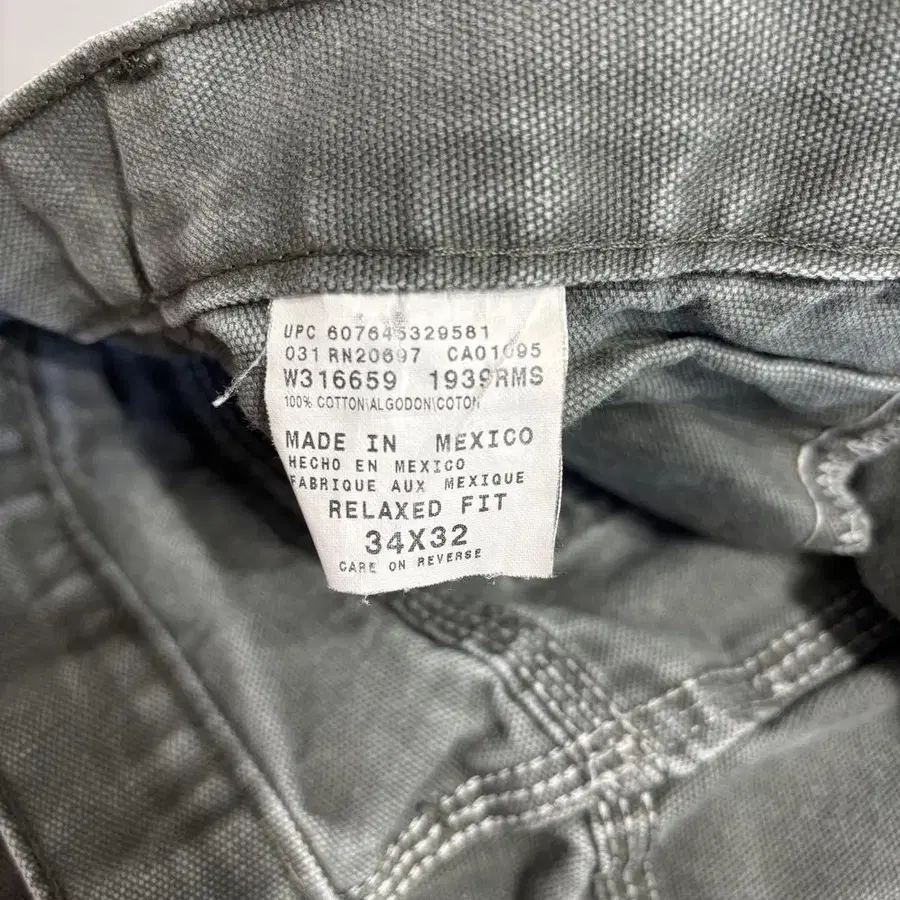 UPC 607645329581
031 RN20697 CA01095
W316659 1939RMS
100% COTTON\ALGODON\COTON
MADE IN MEXICO
HECHO EN MEXICO
FABRIQUE AUX MEXIQUE
RELAXED FIT
34X32
CARE ON REVERSE